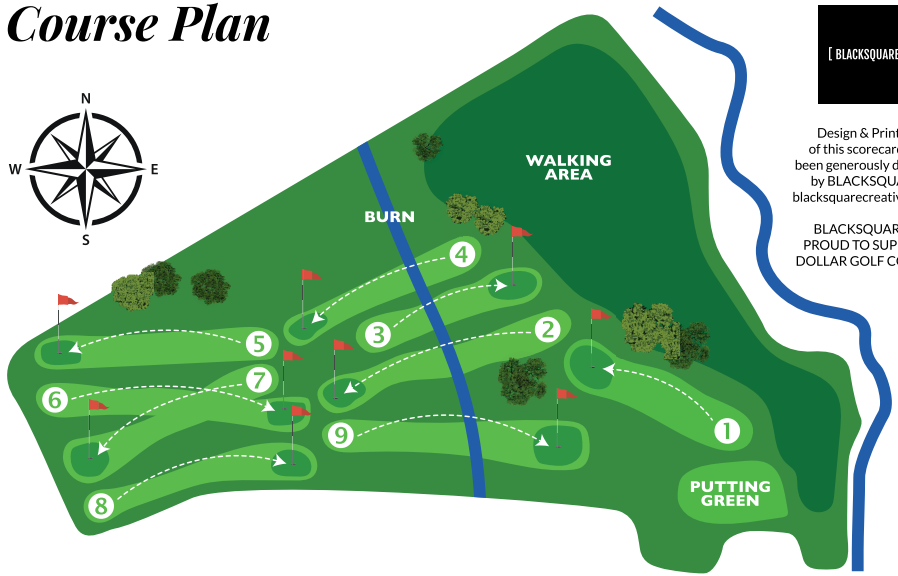 Course Plan
N
W
E
S
[ BLACKSQUARE
Design & Print
of this scorecard
been generously d
by BLACKSQUA
blacksquarecreativ
BLACKSQUAR
PROUD TO SUP
DOLLAR GOLF CO
WALKING
AREA
BURN
4
3
2
5
7
6
9
1
8
PUTTING
GREEN